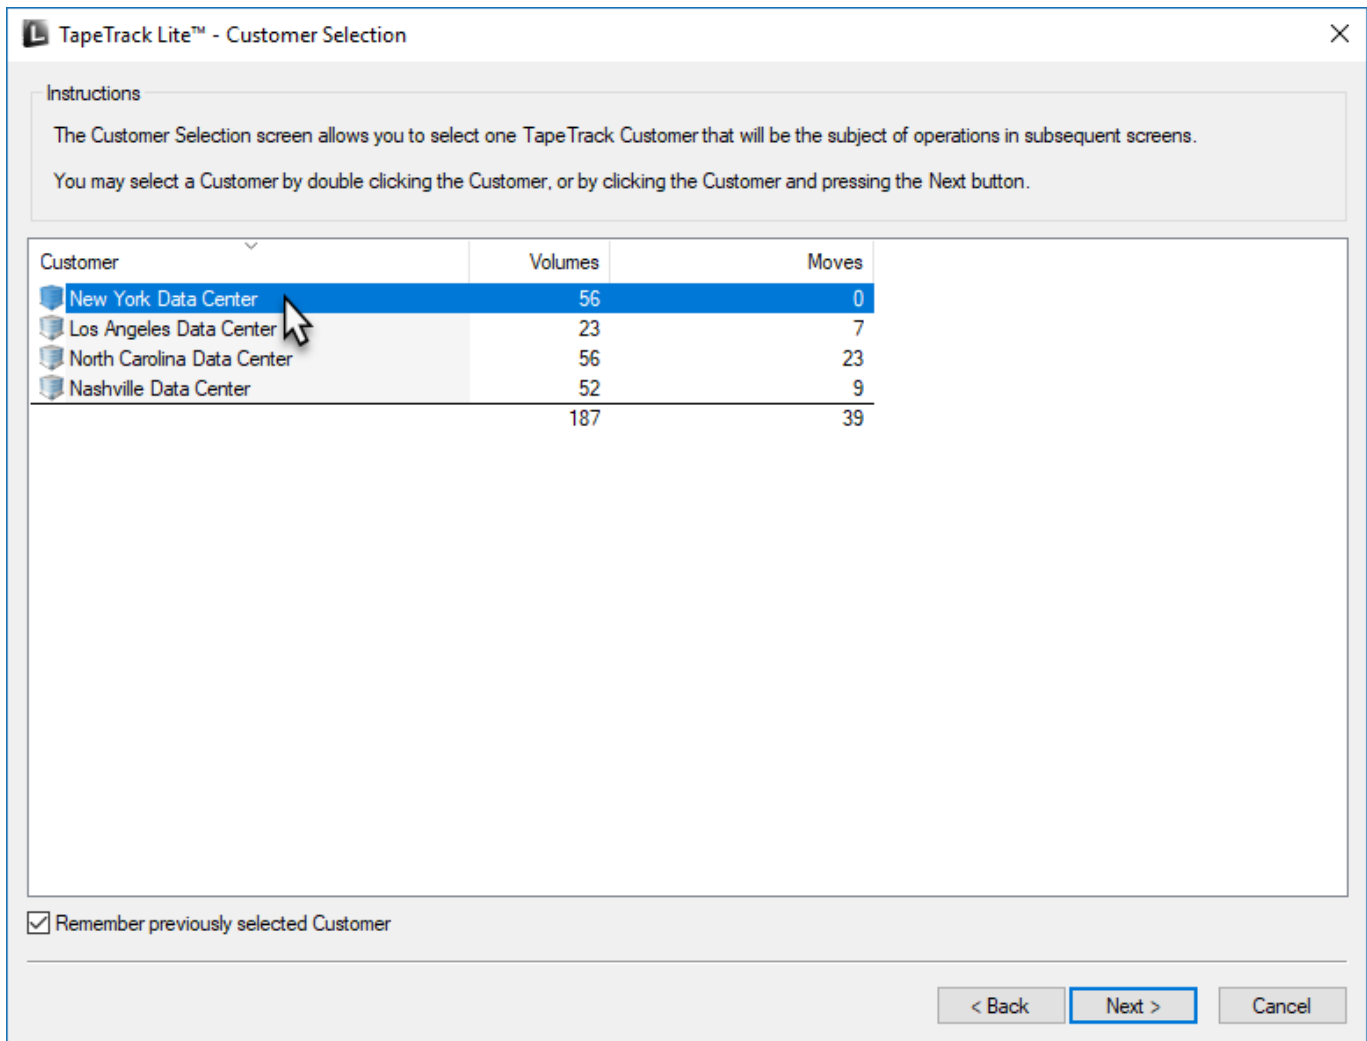 TapeTrack Lite™ - Customer Selection
Instructions
The Customer Selection screen allows you to select one TapeTrack Customer that will be the subject of operations in subsequent screens.
You may select a Customer by double clicking the Customer, or by clicking the Customer and pressing the Next button.
Customer Volumes Moves
New York Data Center 56 0
Los Angeles Data Center 23 7
North Carolina Data Center 56 23
Nashville Data Center 52 9
187 39
Remember previously selected Customer
< Back Next > Cancel